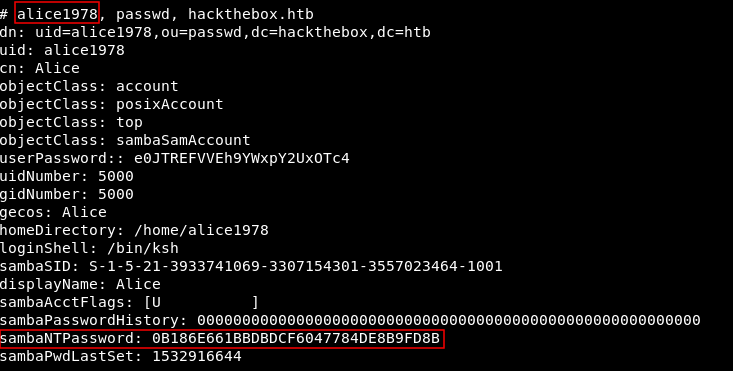 # alice1978, passwd, hackthebox.htb
dn: uid=alice1978,ou=passwd,dc=hackthebox,dc=htb
uid: alice1978
cn: Alice
objectClass: account
objectClass: posixAccount
objectClass: top
objectClass: sambaSamAccount
userPassword:: e0JTREFVVEh9YWxpY2UxOTc4
uidNumber: 5000
gidNumber: 5000
gecos: Alice
homeDirectory: /home/alice1978
loginShell: /bin/ksh
sambaSID: S-1-5-21-3933741069-3307154301-3557023464-1001
displayName: Alice
sambaAcctFlags: [U          ]
sambaPasswordHistory: 00000000000000000000000000000000000000000000000000000000
sambaNTPassword: 0B186E661BBDBDCF6047784DE8B9FD8B
sambaPwdLastSet: 1532916644